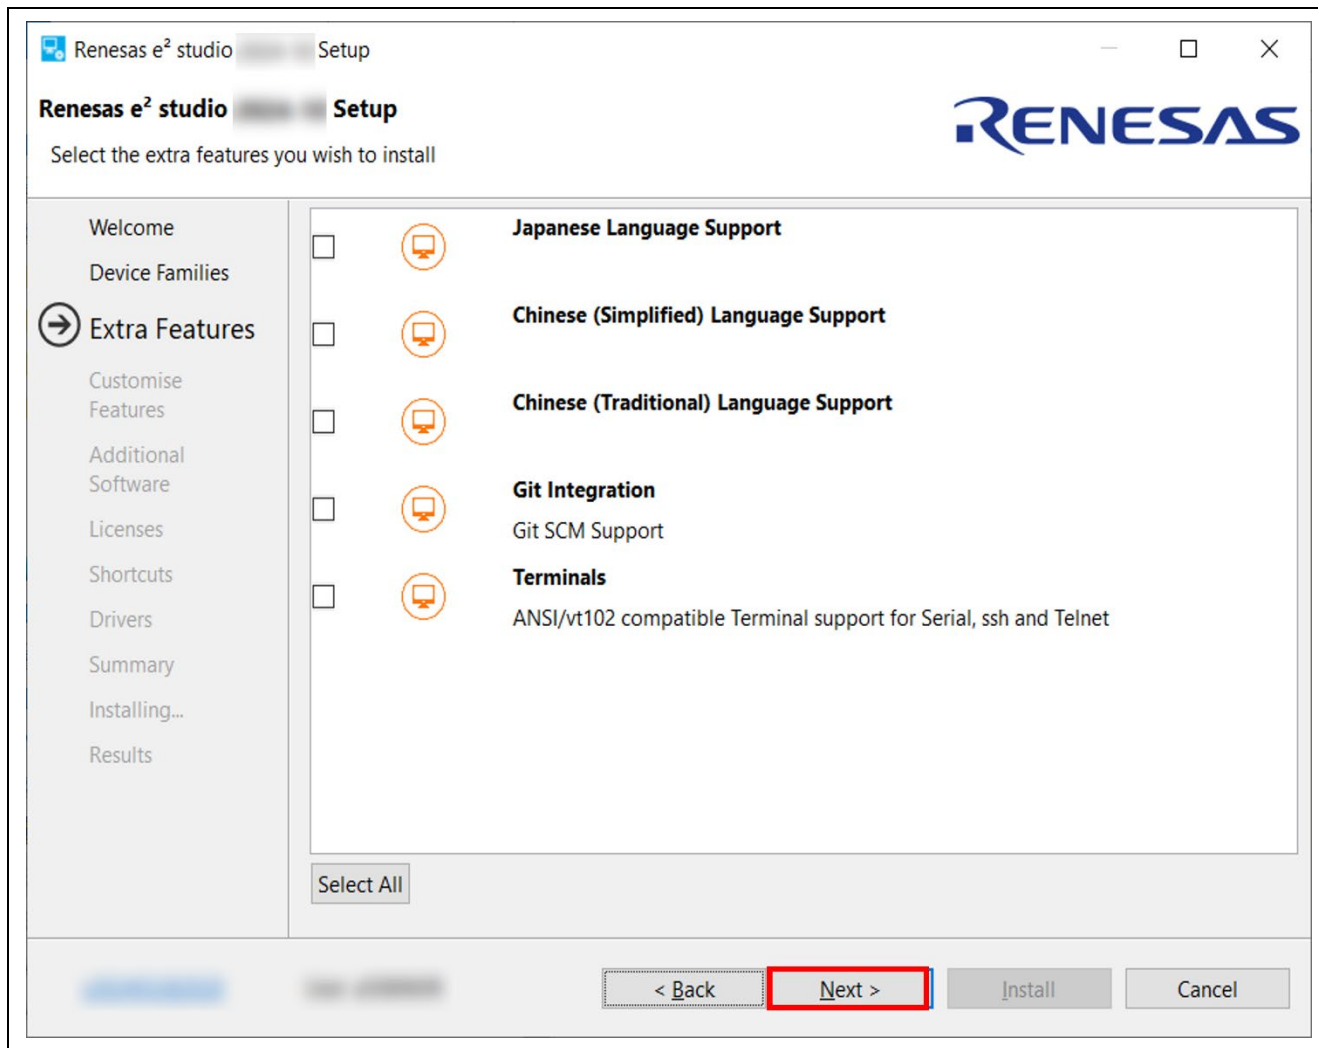 Renesas e² studio Setup
Renesas e² studio Setup
Select the extra features you wish to install
RENESAS
Welcome
Device Families
Extra Features
Customise
Features
Additional
Software
Licenses
Shortcuts
Drivers
Summary
Installing...
Results
Japanese Language Support
Chinese (Simplified) Language Support
Chinese (Traditional) Language Support
Git Integration
Git SCM Support
Terminals
ANSI/vt102 compatible Terminal support for Serial, ssh and Telnet
Select All
< Back
Next >
Install
Cancel